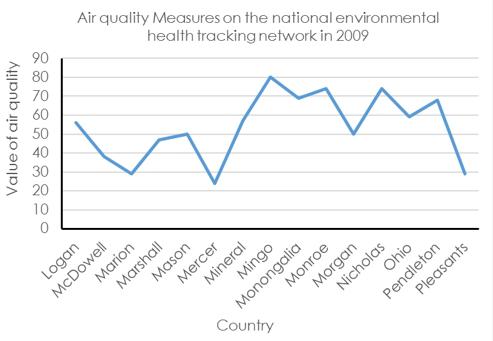 Air quality Measures on the national environmental
health tracking network in 2009
Value of air quality
90
80
70
60
50
40
30
20
10
0
Logan
McDowell
Marion
Marshall
Mason
Mercer
Mineral
Mingo
Monongalia
Monroe
Morgan
Nicholas
Ohio
Pendleton
Pleasants
Country